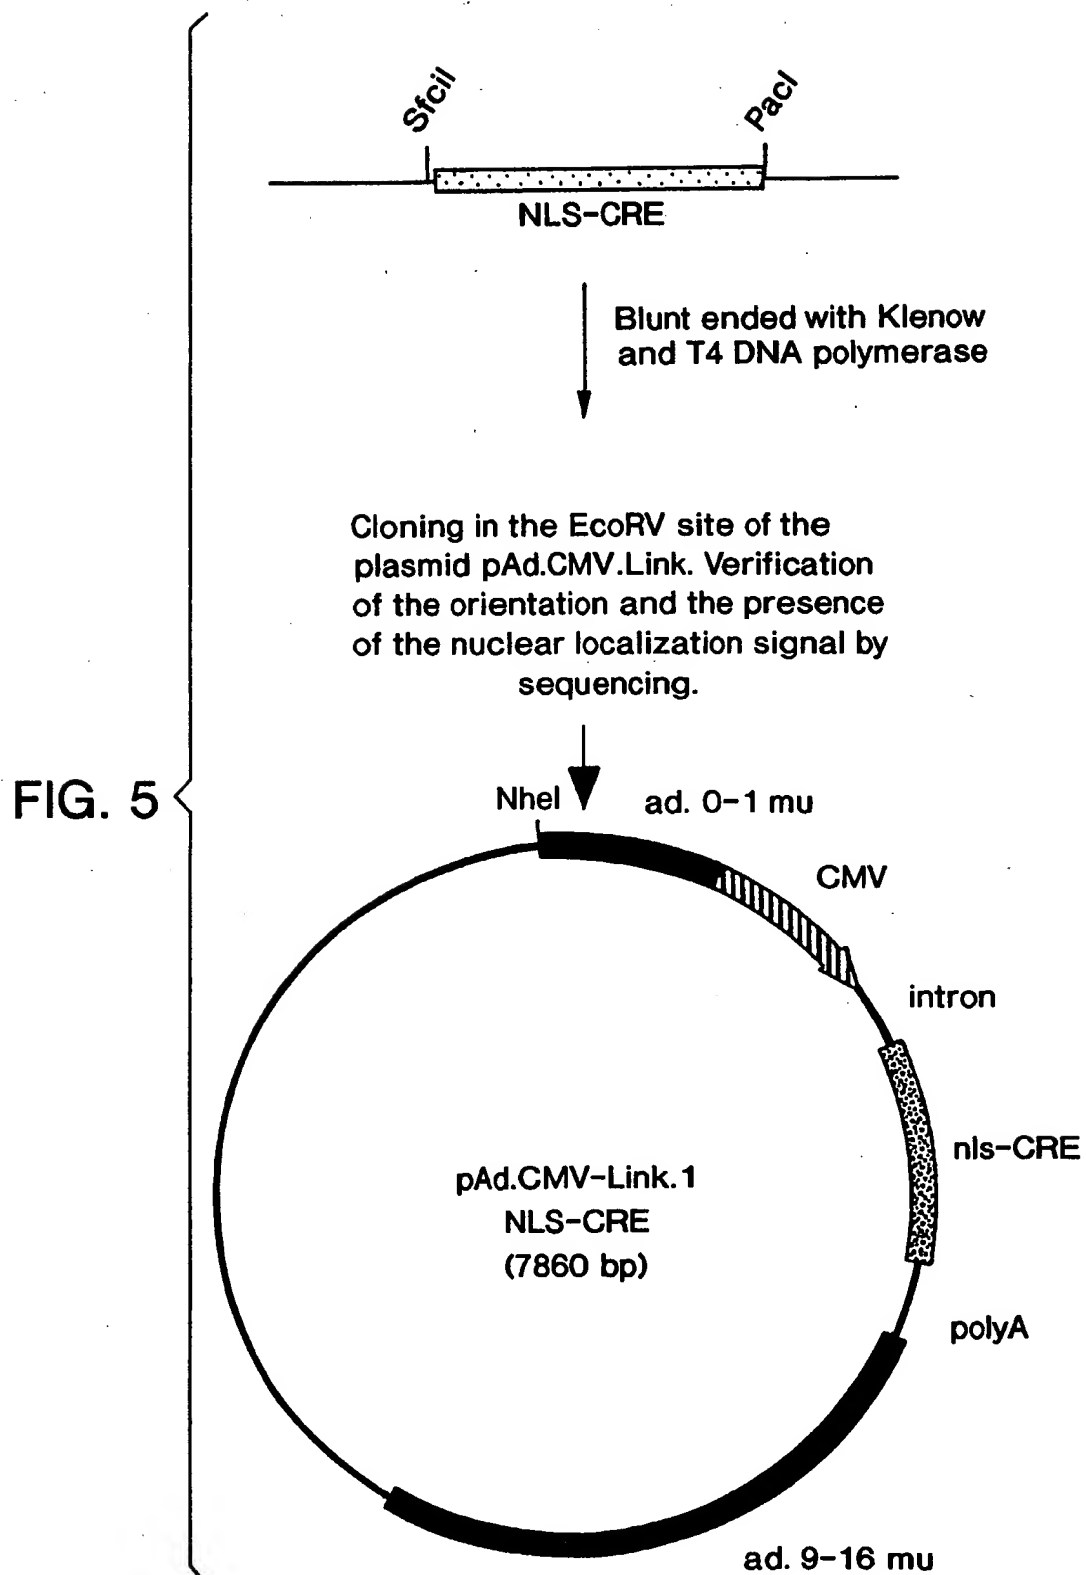 SfciI
PacI
NLS-CRE
Blunt ended with Klenow
and T4 DNA polymerase
Cloning in the EcoRV site of the
plasmid pAd.CMV.Link. Verification
of the orientation and the presence
of the nuclear localization signal by
sequencing.
FIG. 5
NheI
ad. 0-1 mu
CMV
intron
nls-CRE
pAd.CMV-Link.1
NLS-CRE
(7860 bp)
polyA
ad. 9-16 mu